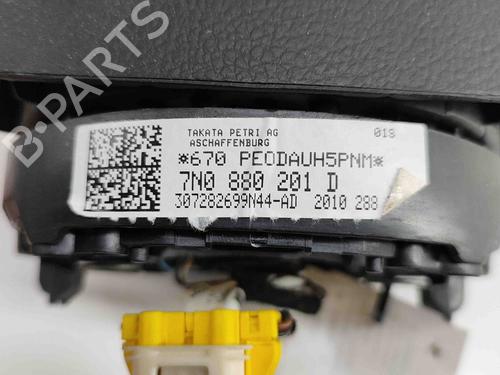 TAKATA PETRI AG 018
ASCHAFFENBURG
*670 PEODAUH5PNM*
7N0 880 201 D
307282699N44-AD 2010 288
B-PARTS